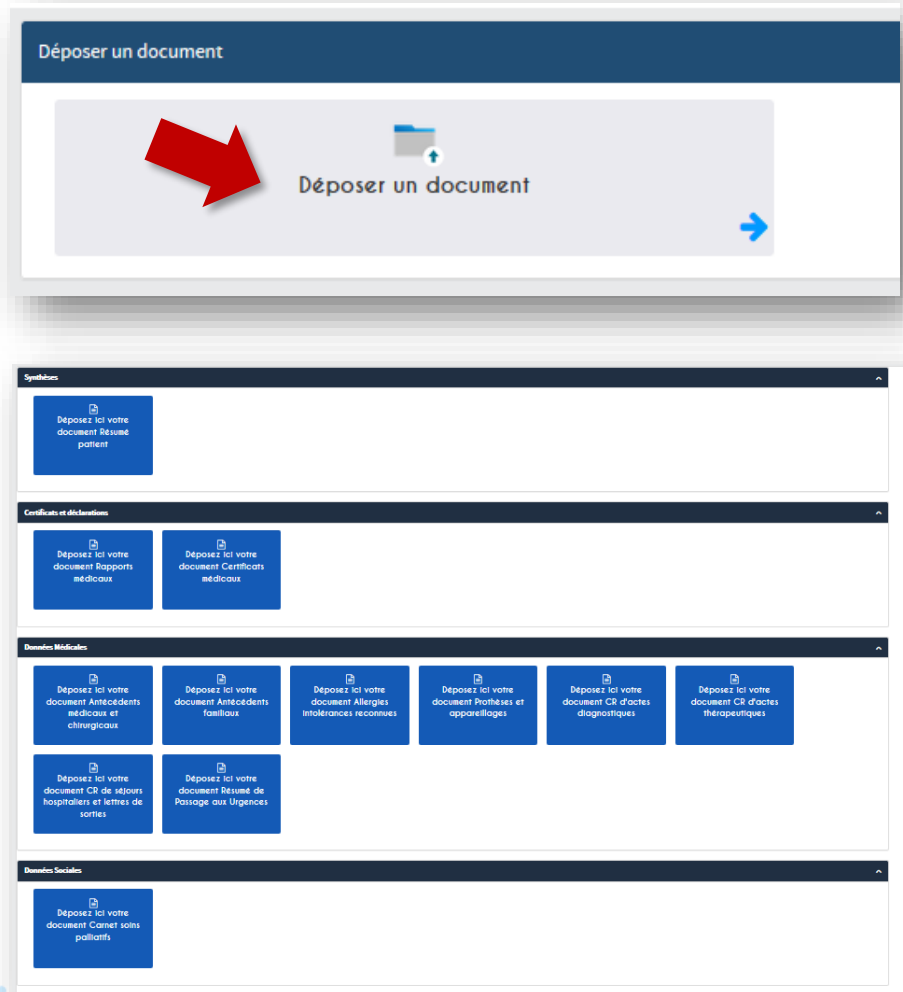 Déposer un document
Déposer un document
Synthèses
Déposez ici votre
document Résumé
patient
Certificats et déclarations
Déposez ici votre
document Rapports
médicaux
Déposez ici votre
document Certificats
médicaux
Données Médicales
Déposez ici votre
document Antécédents
médicaux et
chirurgicaux
Déposez ici votre
document Antécédents
familiaux
Déposez ici votre
document Allergies
intolérances reconnues
Déposez ici votre
document Prothèses et
appareillages
Déposez ici votre
document CR d'actes
diagnostiques
Déposez ici votre
document CR d'actes
thérapeutiques
Déposez ici votre
document CR de séjours
hospitaliers et lettres de
sorties
Déposez ici votre
document Résumé de
Passage aux Urgences
Données Sociales
Déposez ici votre
document Carnet soins
palliatifs